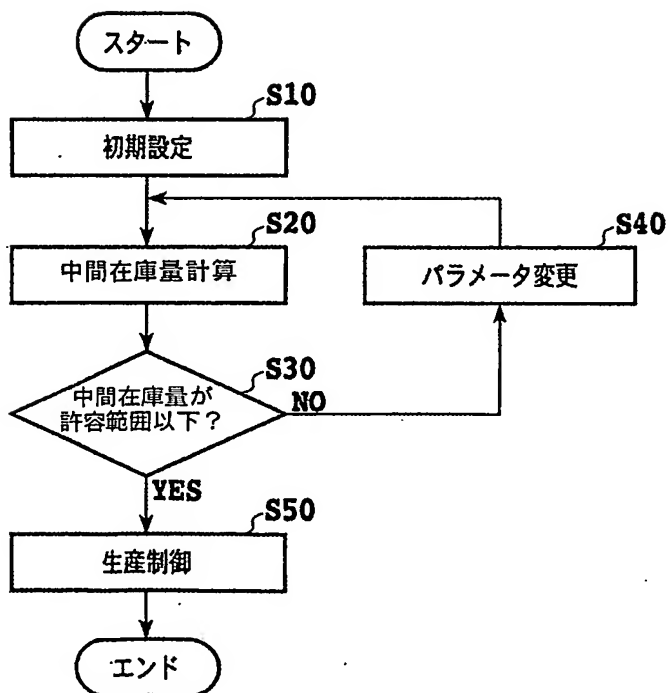 スタート
S10
初期設定
S20
中間在庫量計算
S40
パラメータ変更
S30
中間在庫量が
許容範囲以下？
NO
YES
S50
生産制御
エンド